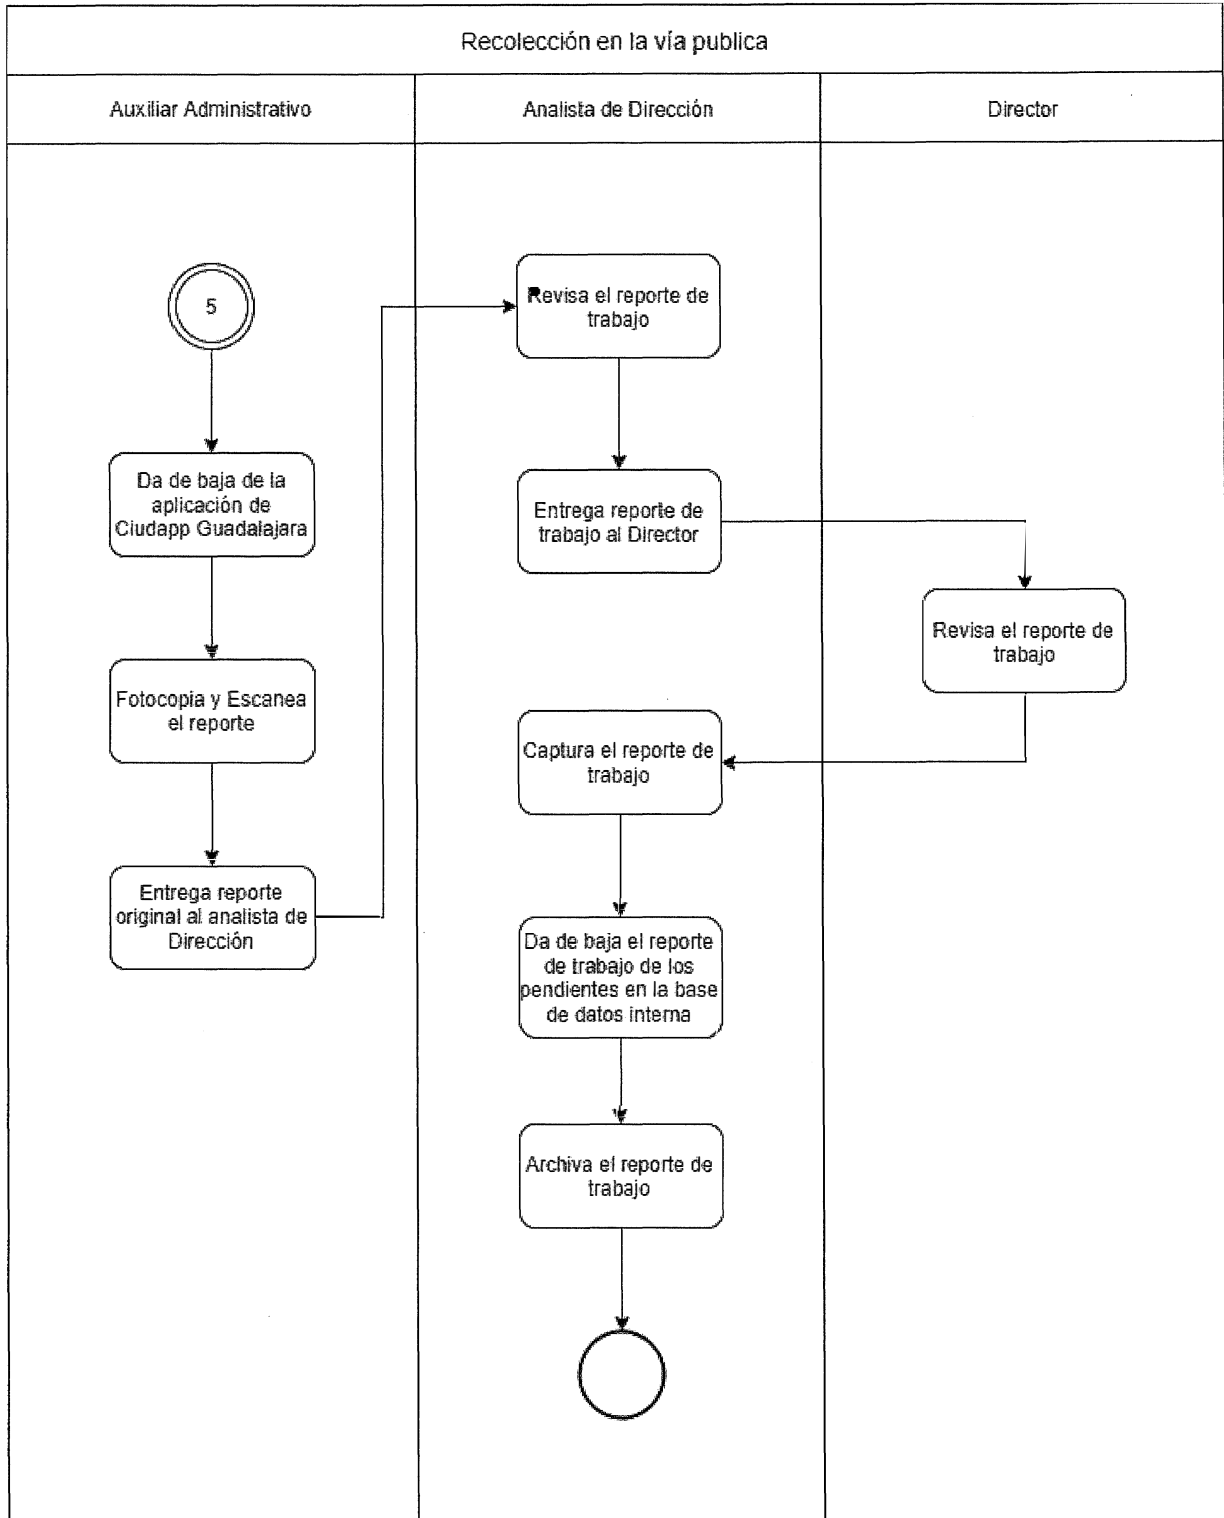 Recolección en la vía publica
Auxiliar Administrativo
Analista de Dirección
Director
5
Da de baja de la
aplicación de
Ciudapp Guadalajara
Fotocopia y Escanea
el reporte
Entrega reporte
original al analista de
Dirección
Revisa el reporte de
trabajo
Entrega reporte de
trabajo al Director
Revisa el reporte de
trabajo
Captura el reporte de
trabajo
Da de baja el reporte
de trabajo de los
pendientes en la base
de datos interna
Archiva el reporte de
trabajo